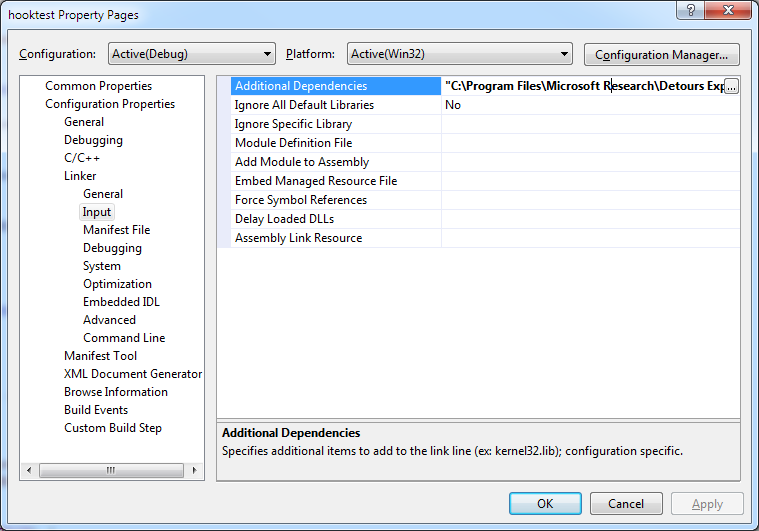 hooktest Property Pages
Configuration: Active(Debug) Platform: Active(Win32) Configuration Manager...
Common Properties
Configuration Properties
General
Debugging
C/C++
Linker
General
Input
Manifest File
Debugging
System
Optimization
Embedded IDL
Advanced
Command Line
Manifest Tool
XML Document Generator
Browse Information
Build Events
Custom Build Step
Additional Dependencies "C:\Program Files\Microsoft Research\Detours Exp ...
Ignore All Default Libraries No
Ignore Specific Library
Module Definition File
Add Module to Assembly
Embed Managed Resource File
Force Symbol References
Delay Loaded DLLs
Assembly Link Resource
Additional Dependencies
Specifies additional items to add to the link line (ex: kernel32.lib); configuration specific.
OK Cancel Apply